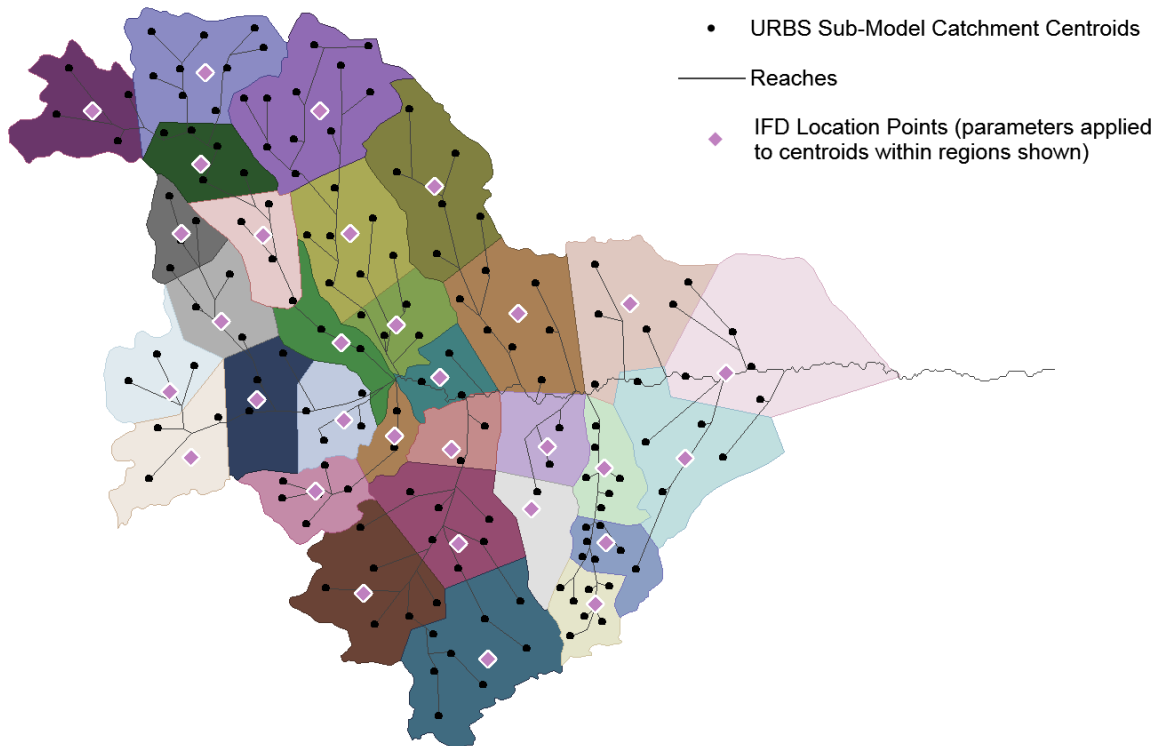 URBS Sub-Model Catchment Centroids
Reaches
IFD Location Points (parameters applied
to centroids within regions shown)